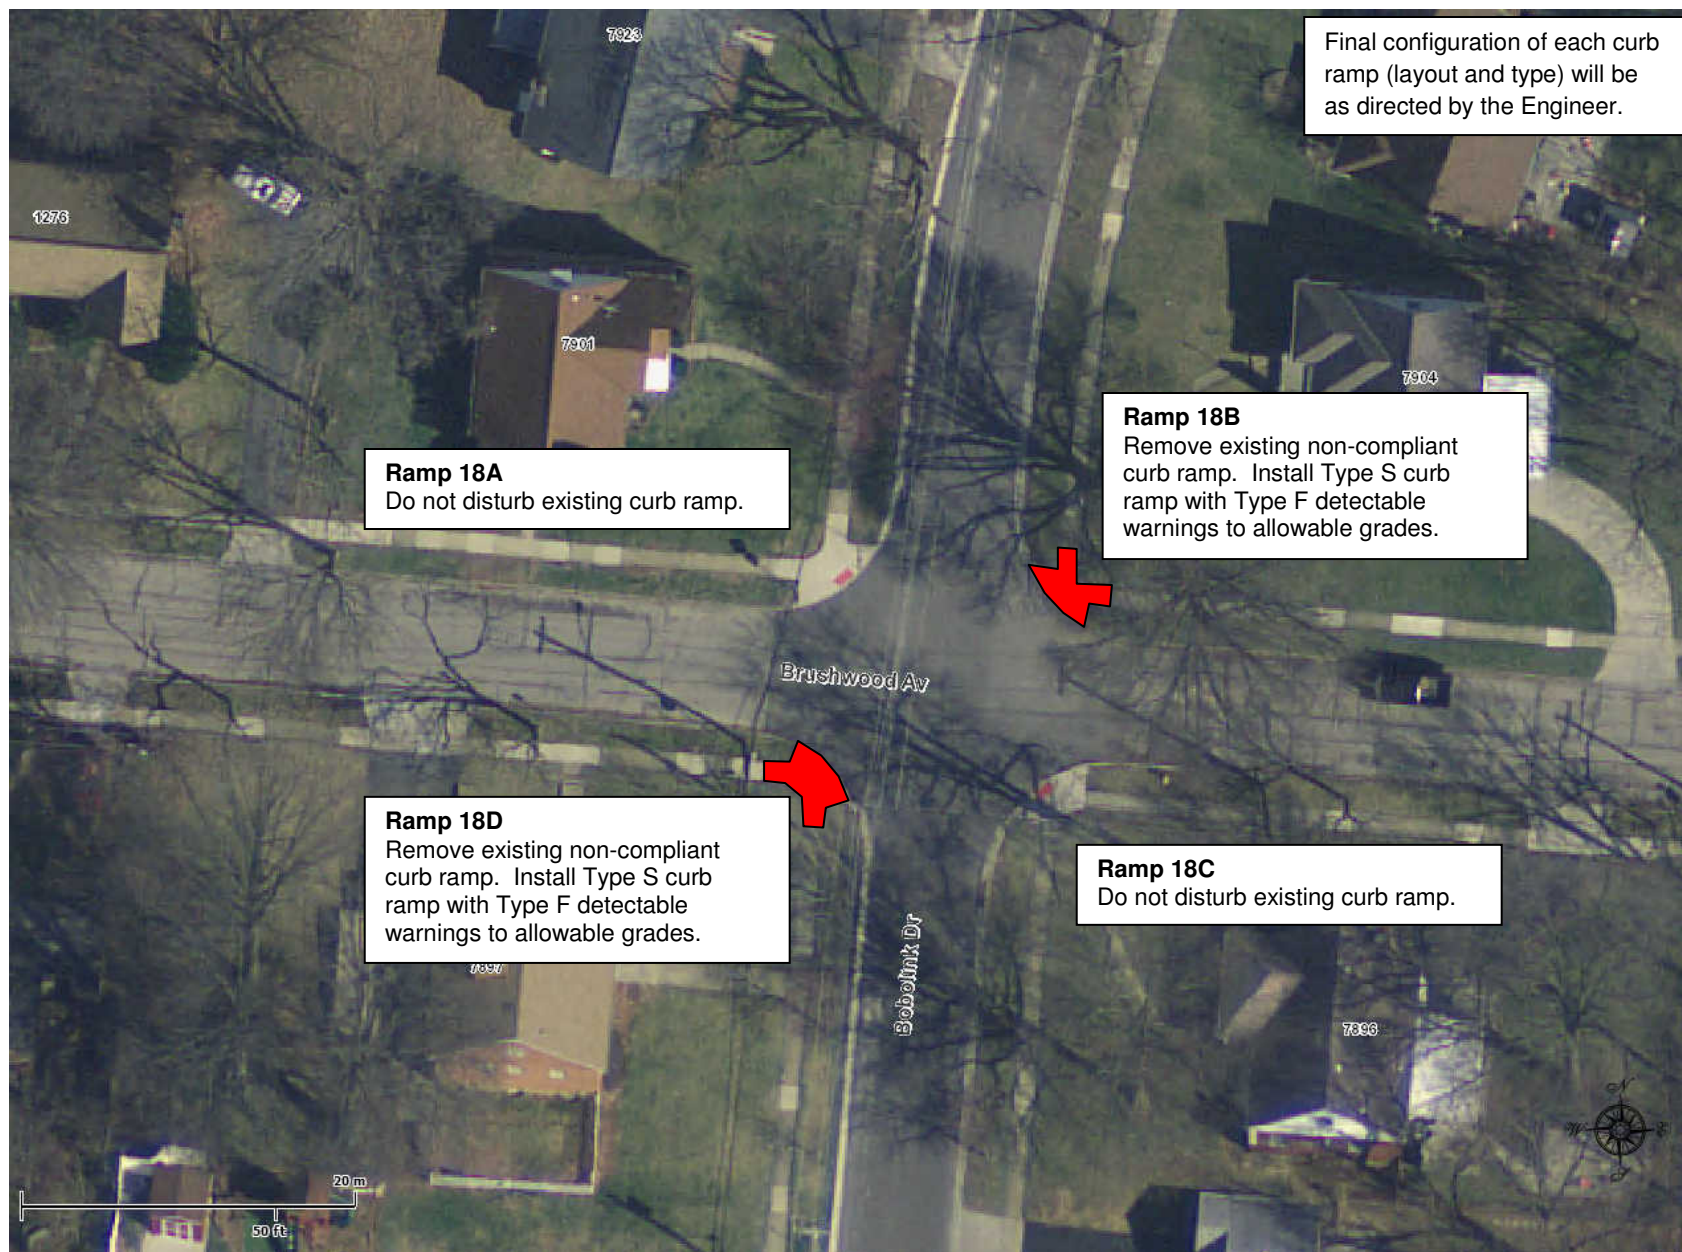 7923
Final configuration of each curb
ramp (layout and type) will be
as directed by the Engineer.
1276
7901
7904
Ramp 18B
Remove existing non-compliant
curb ramp.  Install Type S curb
ramp with Type F detectable
warnings to allowable grades.
Ramp 18A
Do not disturb existing curb ramp.
Brushwood Av
Ramp 18D
Remove existing non-compliant
curb ramp.  Install Type S curb
ramp with Type F detectable
warnings to allowable grades.
Ramp 18C
Do not disturb existing curb ramp.
7897
Bobolink Dr
7896
N
W
E
S
20 m
50 ft